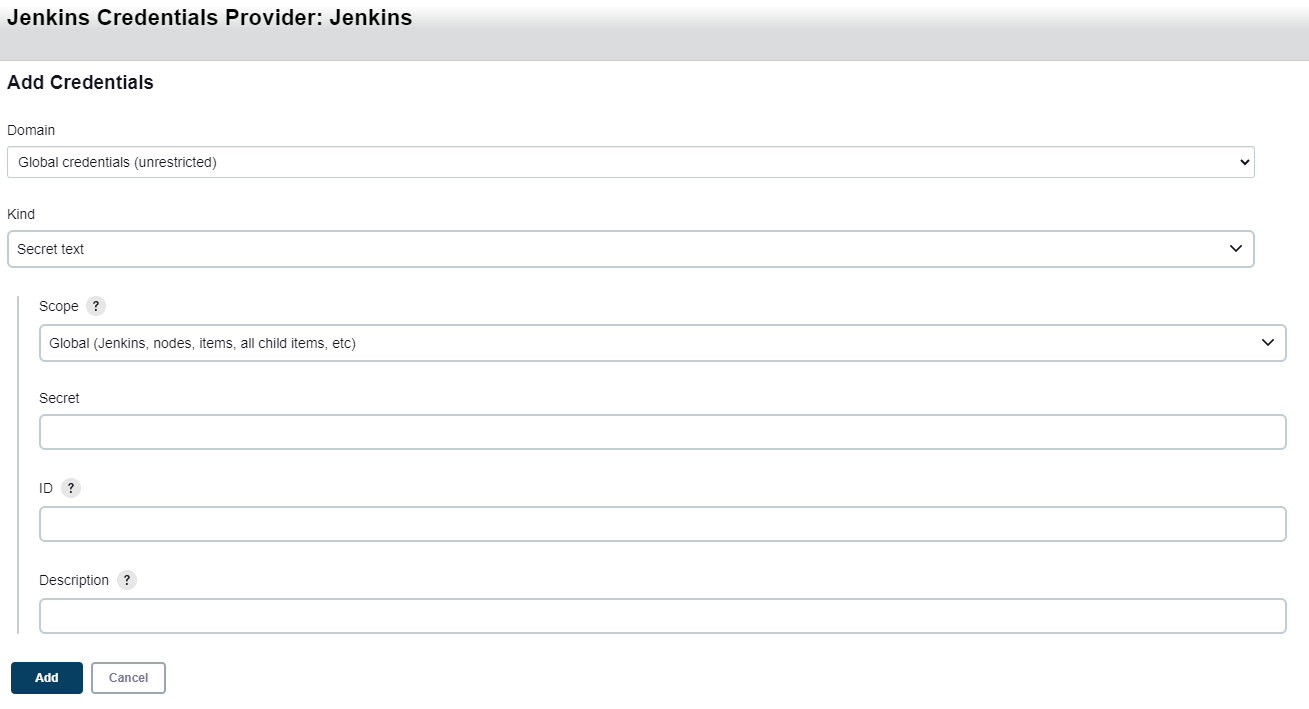 Jenkins Credentials Provider: Jenkins
Add Credentials
Domain
Global credentials (unrestricted)
Kind
Secret text
Scope ?
Global (Jenkins, nodes, items, all child items, etc)
Secret
ID ?
Description ?
Add Cancel